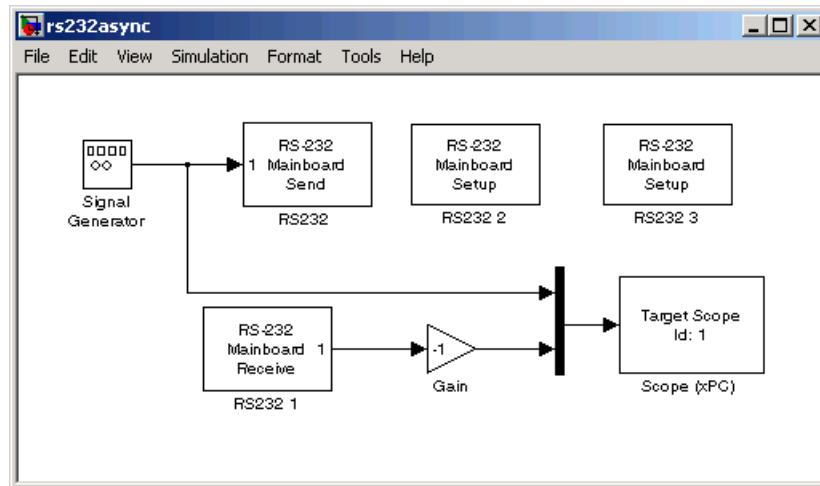 rs232async
File Edit View Simulation Format Tools Help
Signal
Generator
RS-232
1 Mainboard
Send
RS232
RS-232
Mainboard
Setup
RS232 2
RS-232
Mainboard
Setup
RS232 3
RS-232
Mainboard 1
Receive
RS232 1
-1
Gain
Target Scope
Id: 1
Scope (xPC)